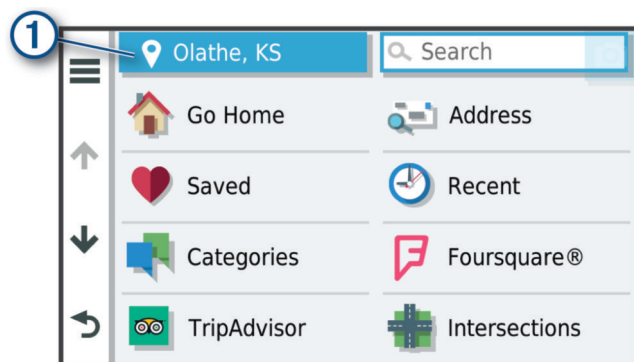 1
Olathe, KS
Search
Go Home
Address
Saved
Recent
Categories
Foursquare®
TripAdvisor
Intersections